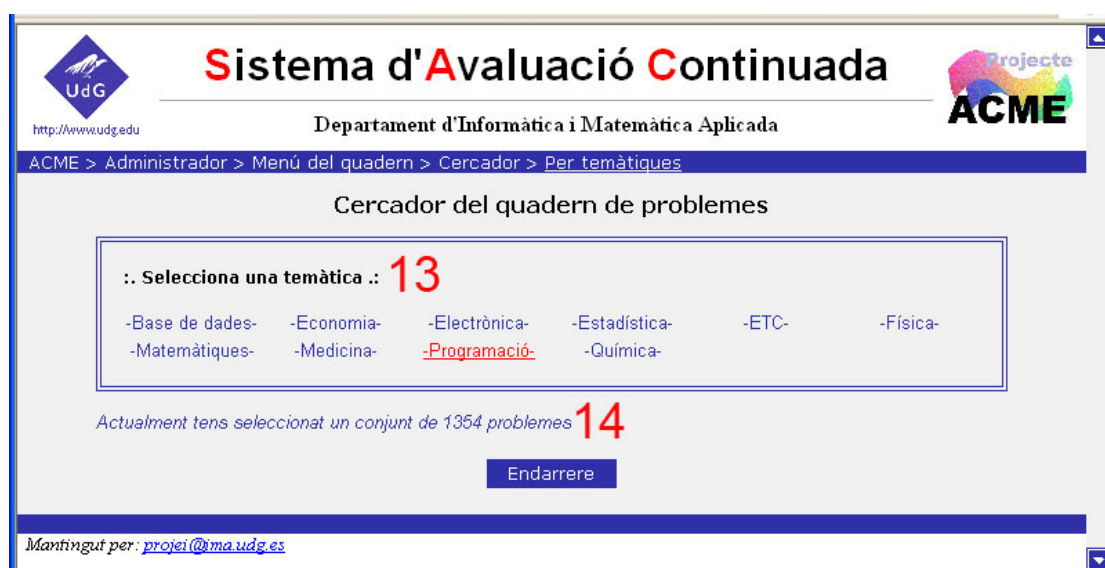 Sistema d'Avaluació Continuada
UdG
http://www.udg.edu
Departament d'Informàtica i Matemàtica Aplicada
Projecte
ACME
ACME > Administrador > Menú del quadern > Cercador > Per temàtiques
Cercador del quadern de problemes
:. Selecciona una temàtica .: 13
-Base de dades- -Economia- -Electrònica- -Estadística- -ETC- -Física-
-Matemàtiques- -Medicina- -Programació- -Química-
Actualment tens seleccionat un conjunt de 1354 problemes 14
Endarrere
Mantingut per: projei@ima.udg.es